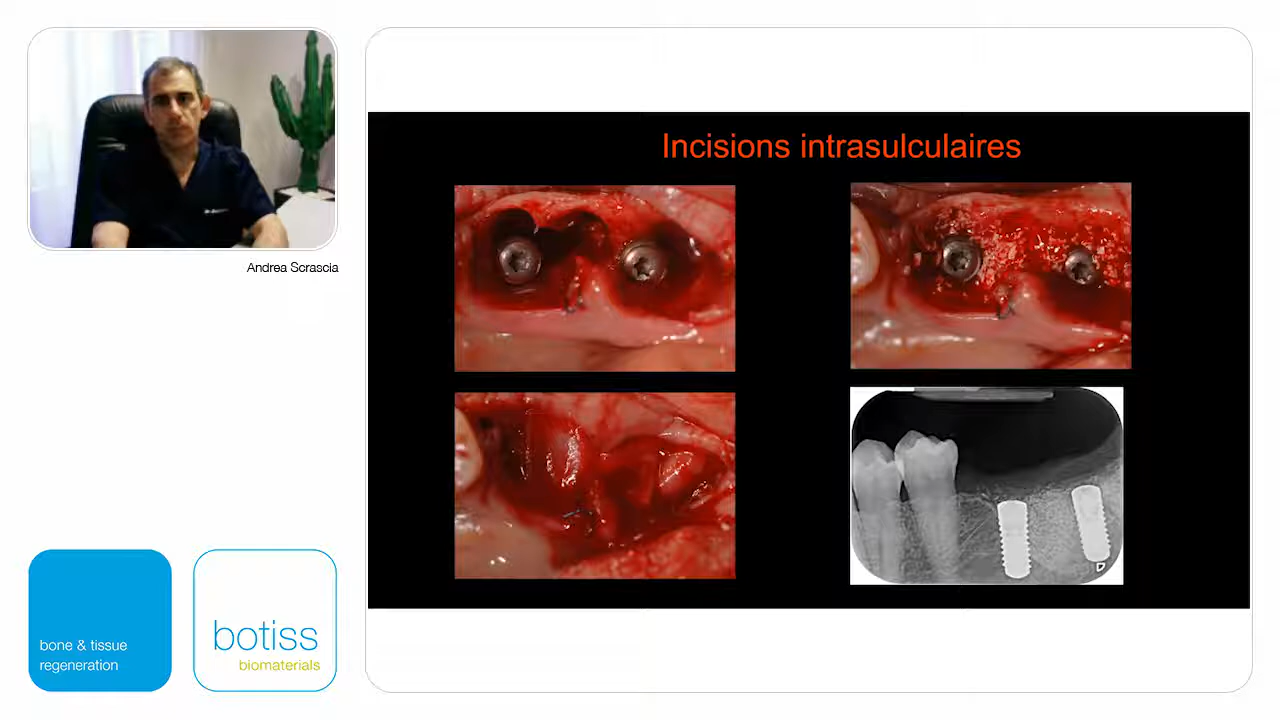 Incisions intrasulculaires
Andrea Scrascia
bone & tissue
regeneration
botiss
biomaterials
D